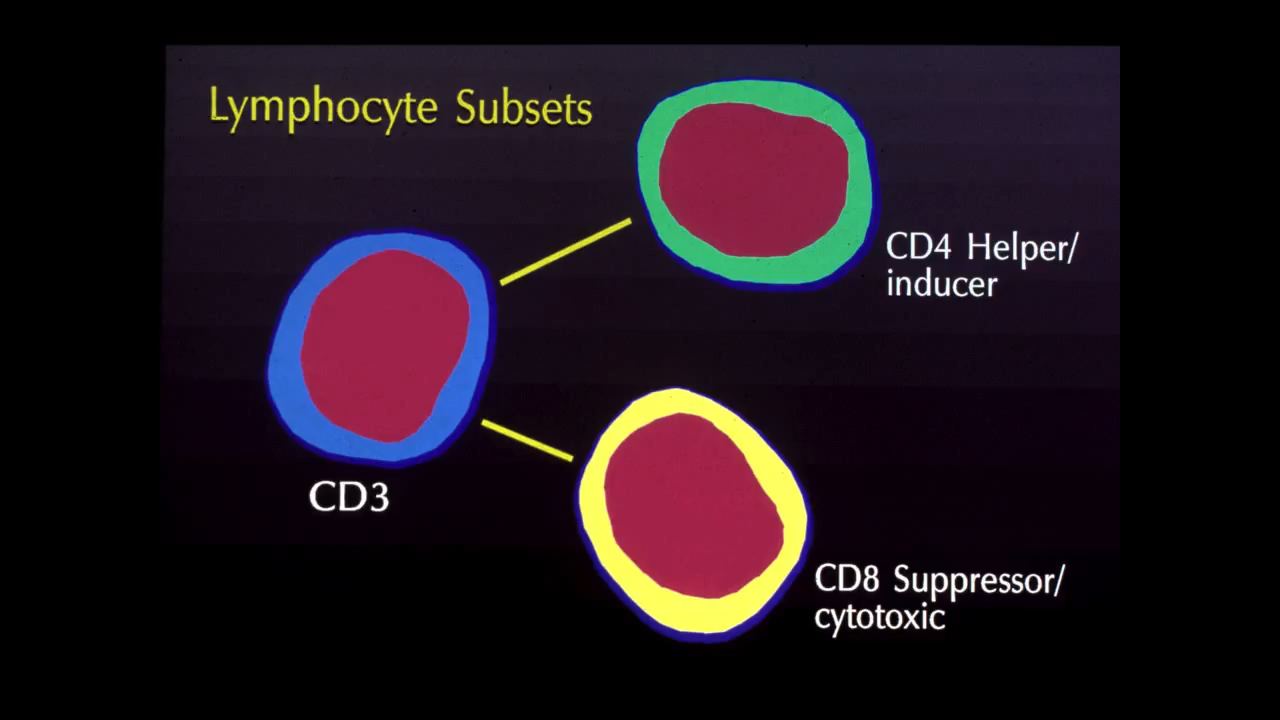 Lymphocyte Subsets
CD4 Helper/
inducer
CD3
CD8 Suppressor/
cytotoxic